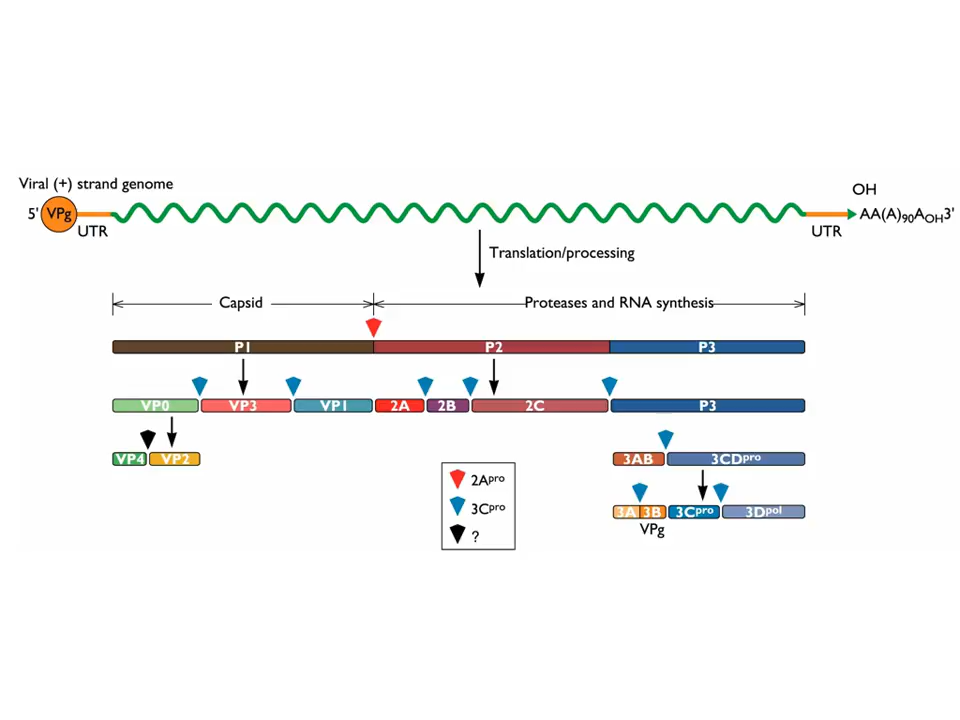 Viral (+) strand genome
OH
5' VPg
AA(A)90AOH3'
UTR
UTR
Translation/processing
Capsid
Proteases and RNA synthesis
P1 P2 P3
VP0 VP3 VP1 2A 2B 2C P3
VP4 VP2 3AB 3CDpro
2Apro
3Cpro
?
3A 3B 3Cpro 3Dpol
VPg